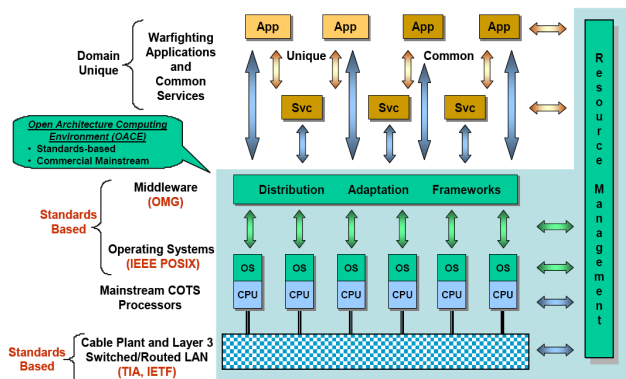 App
App
App
App
Domain
Unique
Warfighting
Applications
and
Common
Services
Unique
Common
Svc
Svc
Svc
Open Architecture Computing
Environment (OACE)
• Standards-based
• Commercial Mainstream
Middleware
(OMG)
Distribution Adaptation Frameworks
Standards
Based
Operating Systems
(IEEE POSIX)
OS
OS
OS
OS
OS
OS
Mainstream COTS
Processors
CPU
CPU
CPU
CPU
CPU
CPU
Standards
Based
Cable Plant and Layer 3
Switched/Routed LAN
(TIA, IETF)
Resource Management